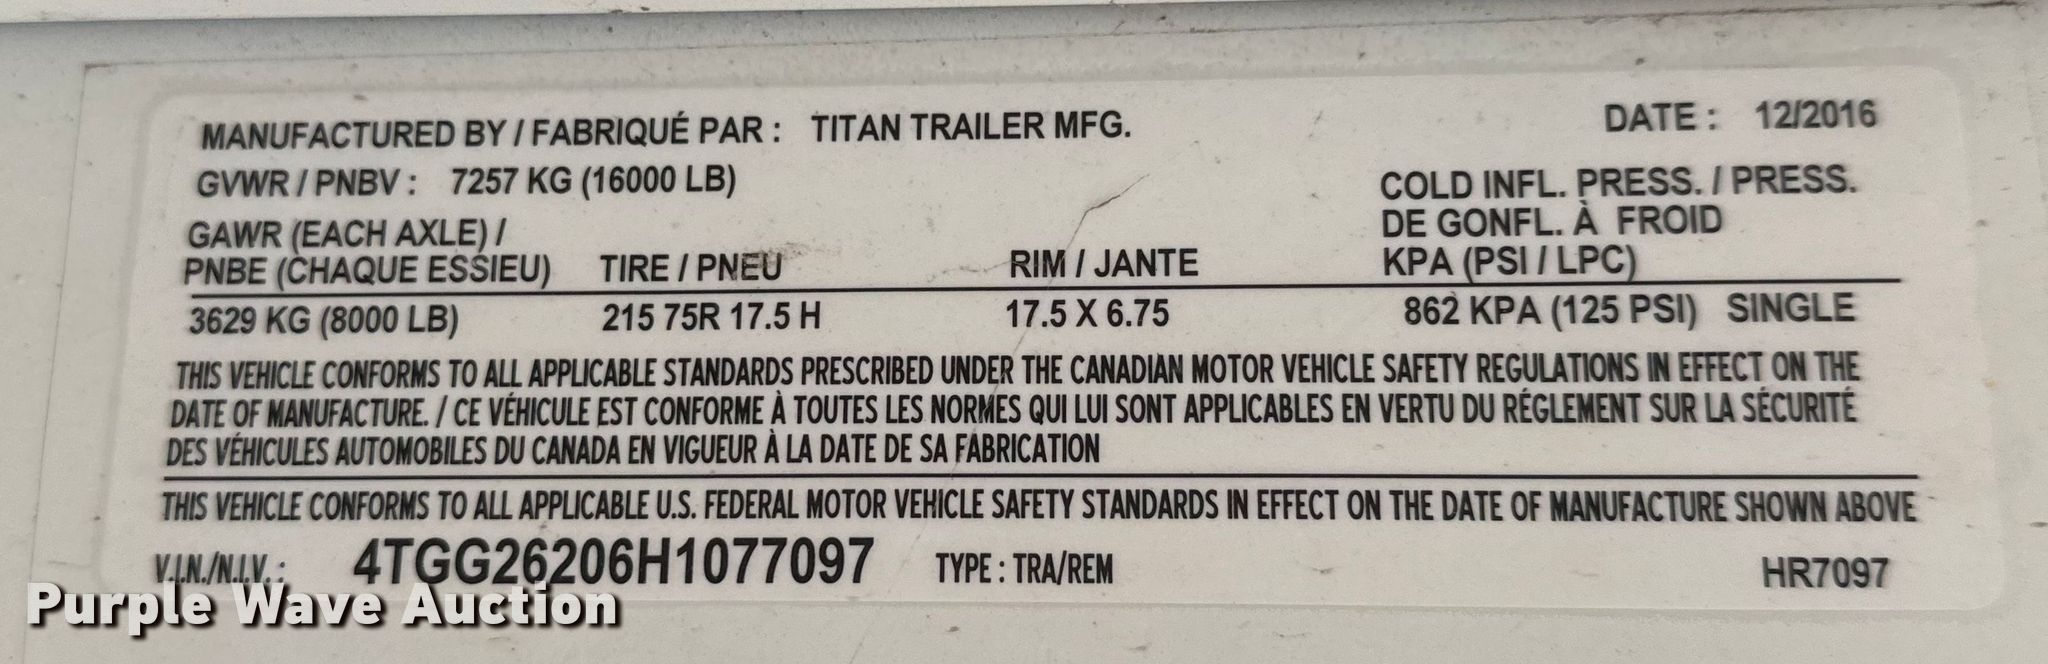 MANUFACTURED BY / FABRIQUÉ PAR : TITAN TRAILER MFG. DATE : 12/2016
GVWR / PNBV : 7257 KG (16000 LB)
COLD INFL. PRESS. / PRESS.
DE GONFL. À FROID
KPA (PSI / LPC)
GAWR (EACH AXLE) /
PNBE (CHAQUE ESSIEU) TIRE / PNEU RIM / JANTE
3629 KG (8000 LB) 215 75R 17.5 H 17.5 X 6.75 862 KPA (125 PSI) SINGLE
THIS VEHICLE CONFORMS TO ALL APPLICABLE STANDARDS PRESCRIBED UNDER THE CANADIAN MOTOR VEHICLE SAFETY REGULATIONS IN EFFECT ON THE
DATE OF MANUFACTURE. / CE VÉHICULE EST CONFORME À TOUTES LES NORMES QUI LUI SONT APPLICABLES EN VERTU DU RÉGLEMENT SUR LA SÉCURITÉ
DES VÉHICULES AUTOMOBILES DU CANADA EN VIGUEUR À LA DATE DE SA FABRICATION
THIS VEHICLE CONFORMS TO ALL APPLICABLE U.S. FEDERAL MOTOR VEHICLE SAFETY STANDARDS IN EFFECT ON THE DATE OF MANUFACTURE SHOWN ABOVE
V.I.N./N.I.V. : 4TGG26206H1077097 TYPE : TRA/REM HR7097
Purple Wave Auction